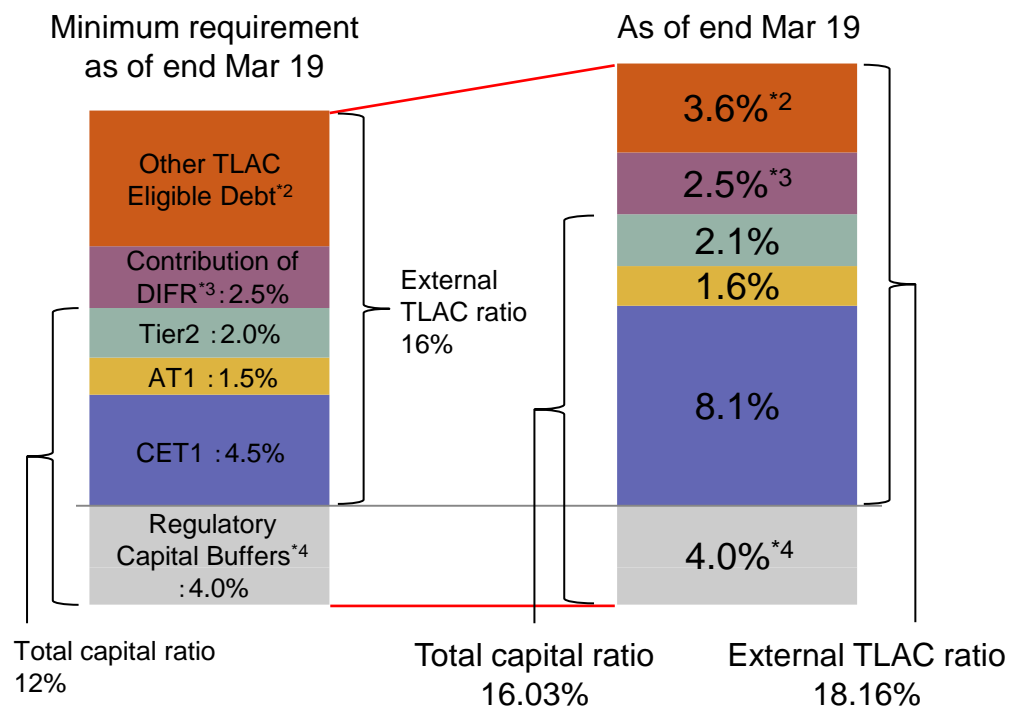 Minimum requirement
as of end Mar 19
Other TLAC
Eligible Debt*2
Contribution of
DIFR*3 : 2.5%
Tier2 : 2.0%
AT1 : 1.5%
CET1 : 4.5%
Regulatory
Capital Buffers*4
: 4.0%
External
TLAC ratio
16%
Total capital ratio
12%
As of end Mar 19
3.6%*2
2.5%*3
2.1%
1.6%
8.1%
4.0%*4
Total capital ratio
16.03%
External TLAC ratio
18.16%